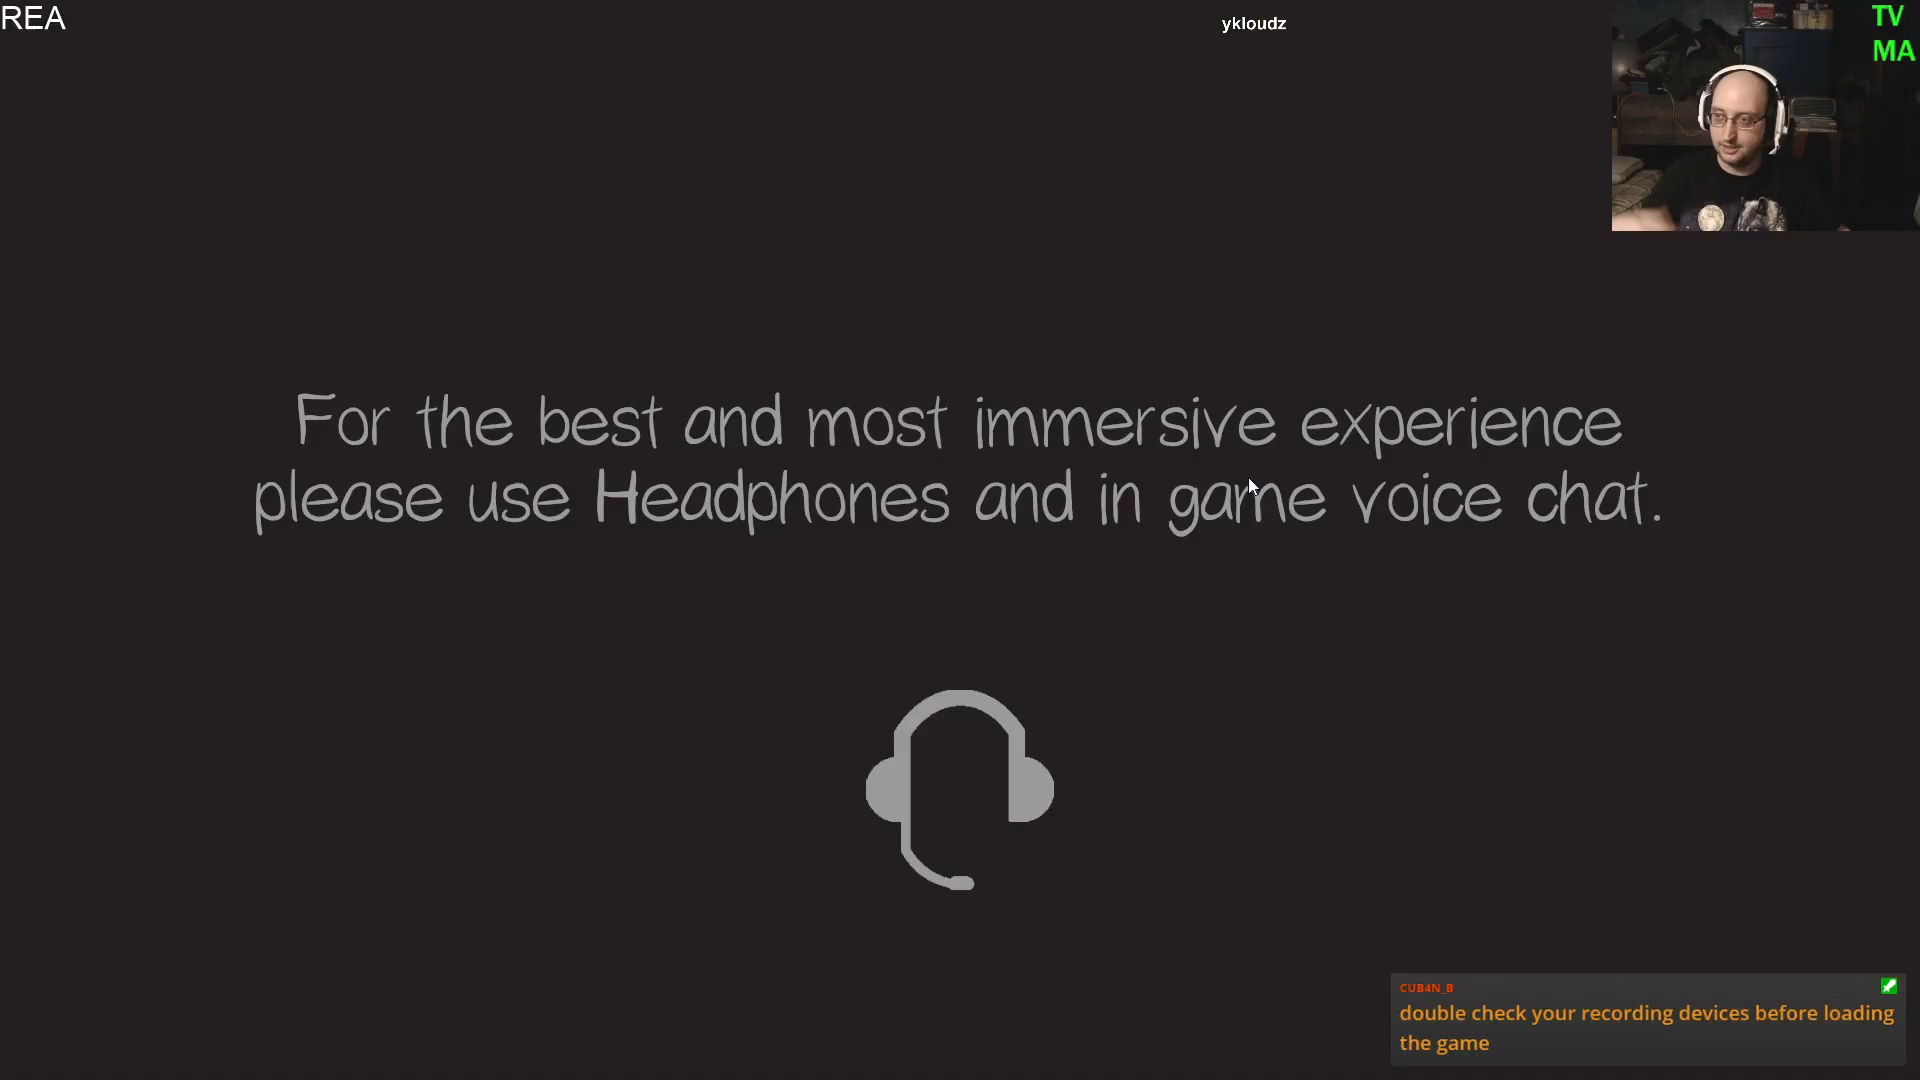 REA
ykloudz
TV
MA
For the best and most immersive experience
please use Headphones and in game voice chat.
CUB4N_B
double check your recording devices before loading
the game